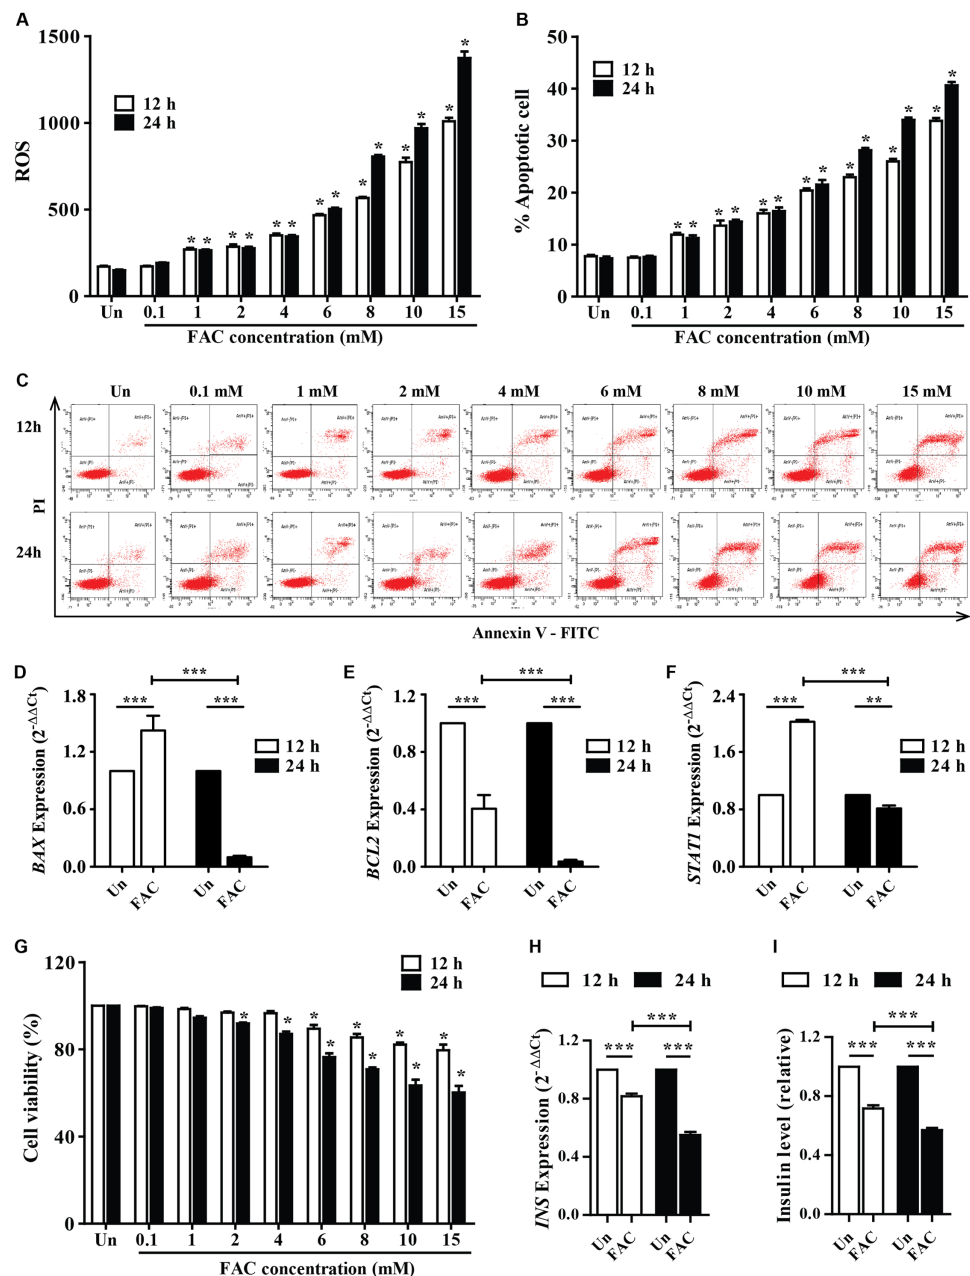 A
ROS
1500
1000
500
0
12 h
24 h
* * * * * * * * * * * * * *
Un 0.1 1 2 4 6 8 10 15
FAC concentration (mM)
B
% Apoptotic cell
50
40
30
20
10
0
12 h
24 h
* * * * * * * * * * * * * *
Un 0.1 1 2 4 6 8 10 15
FAC concentration (mM)
C
Un 0.1 mM 1 mM 2 mM 4 mM 6 mM 8 mM 10 mM 15 mM
12h
PI
24h
Annexin V - FITC
D
BAX Expression (2^-ΔΔCt)
1.8
1.2
0.6
0.0
***
*** ***
12 h
24 h
Un FAC Un FAC
E
BCL2 Expression (2^-ΔΔCt)
1.2
0.8
0.4
0.0
***
*** ***
12 h
24 h
Un FAC Un FAC
F
STAT1 Expression (2^-ΔΔCt)
2.4
1.6
0.8
0.0
***
*** **
12 h
24 h
Un FAC Un FAC
G
Cell viability (%)
120
80
40
0
12 h
24 h
* * * * * * * * * *
Un 0.1 1 2 4 6 8 10 15
FAC concentration (mM)
H
12 h 24 h
INS Expression (2^-ΔΔCt)
1.2
0.8
0.4
0.0
***
*** ***
Un FAC Un FAC
I
12 h 24 h
Insulin level (relative)
1.2
0.9
0.6
0.3
0.0
***
*** ***
Un FAC Un FAC